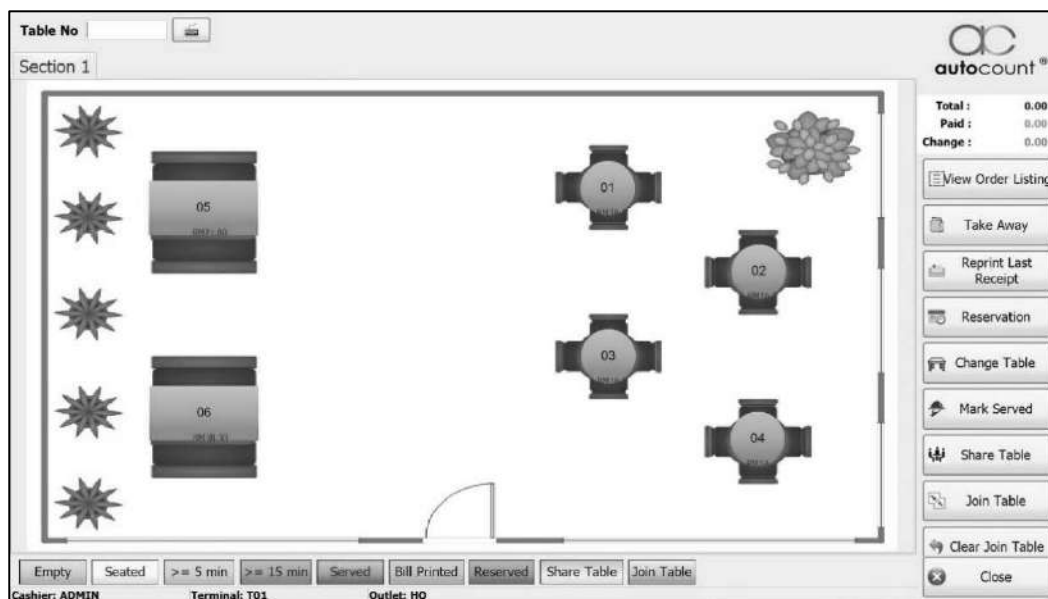 Table No
Section 1
autocount®
Total : 0.00
Paid : 0.00
Change : 0.00
View Order Listing
Take Away
Reprint Last
Receipt
Reservation
Change Table
Mark Served
Share Table
Join Table
Clear Join Table
Close
05
01
02
03
06
04
Empty
Seated
>= 5 min
>= 15 min
Served
Bill Printed
Reserved
Share Table
Join Table
Cashier: ADMIN
Terminal: T01
Outlet: HO